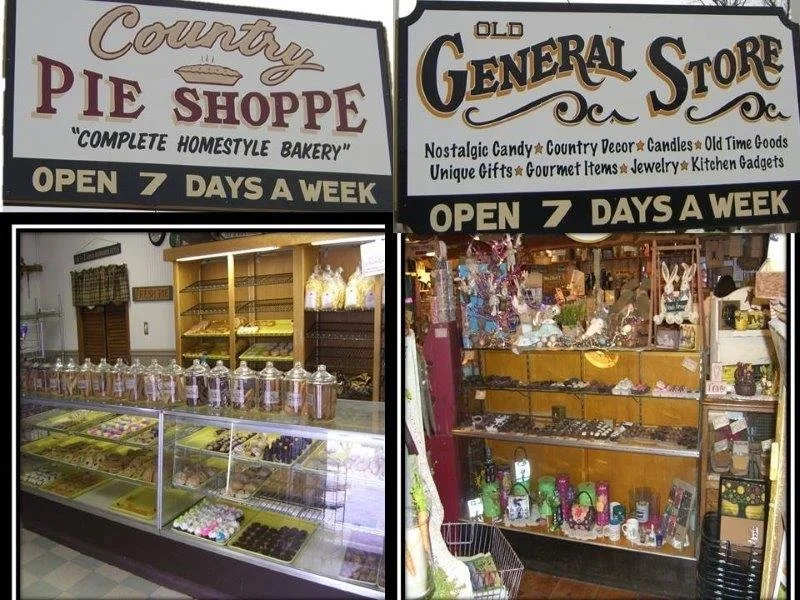 Country
PIE SHOPPE
"COMPLETE HOMESTYLE BAKERY"
OPEN 7 DAYS A WEEK
OLD
GENERAL STORE
Nostalgic Candy★Country Decor★Candles★Old Time Goods
Unique Gifts★Gourmet Items★Jewelry★Kitchen Gadgets
OPEN 7 DAYS A WEEK